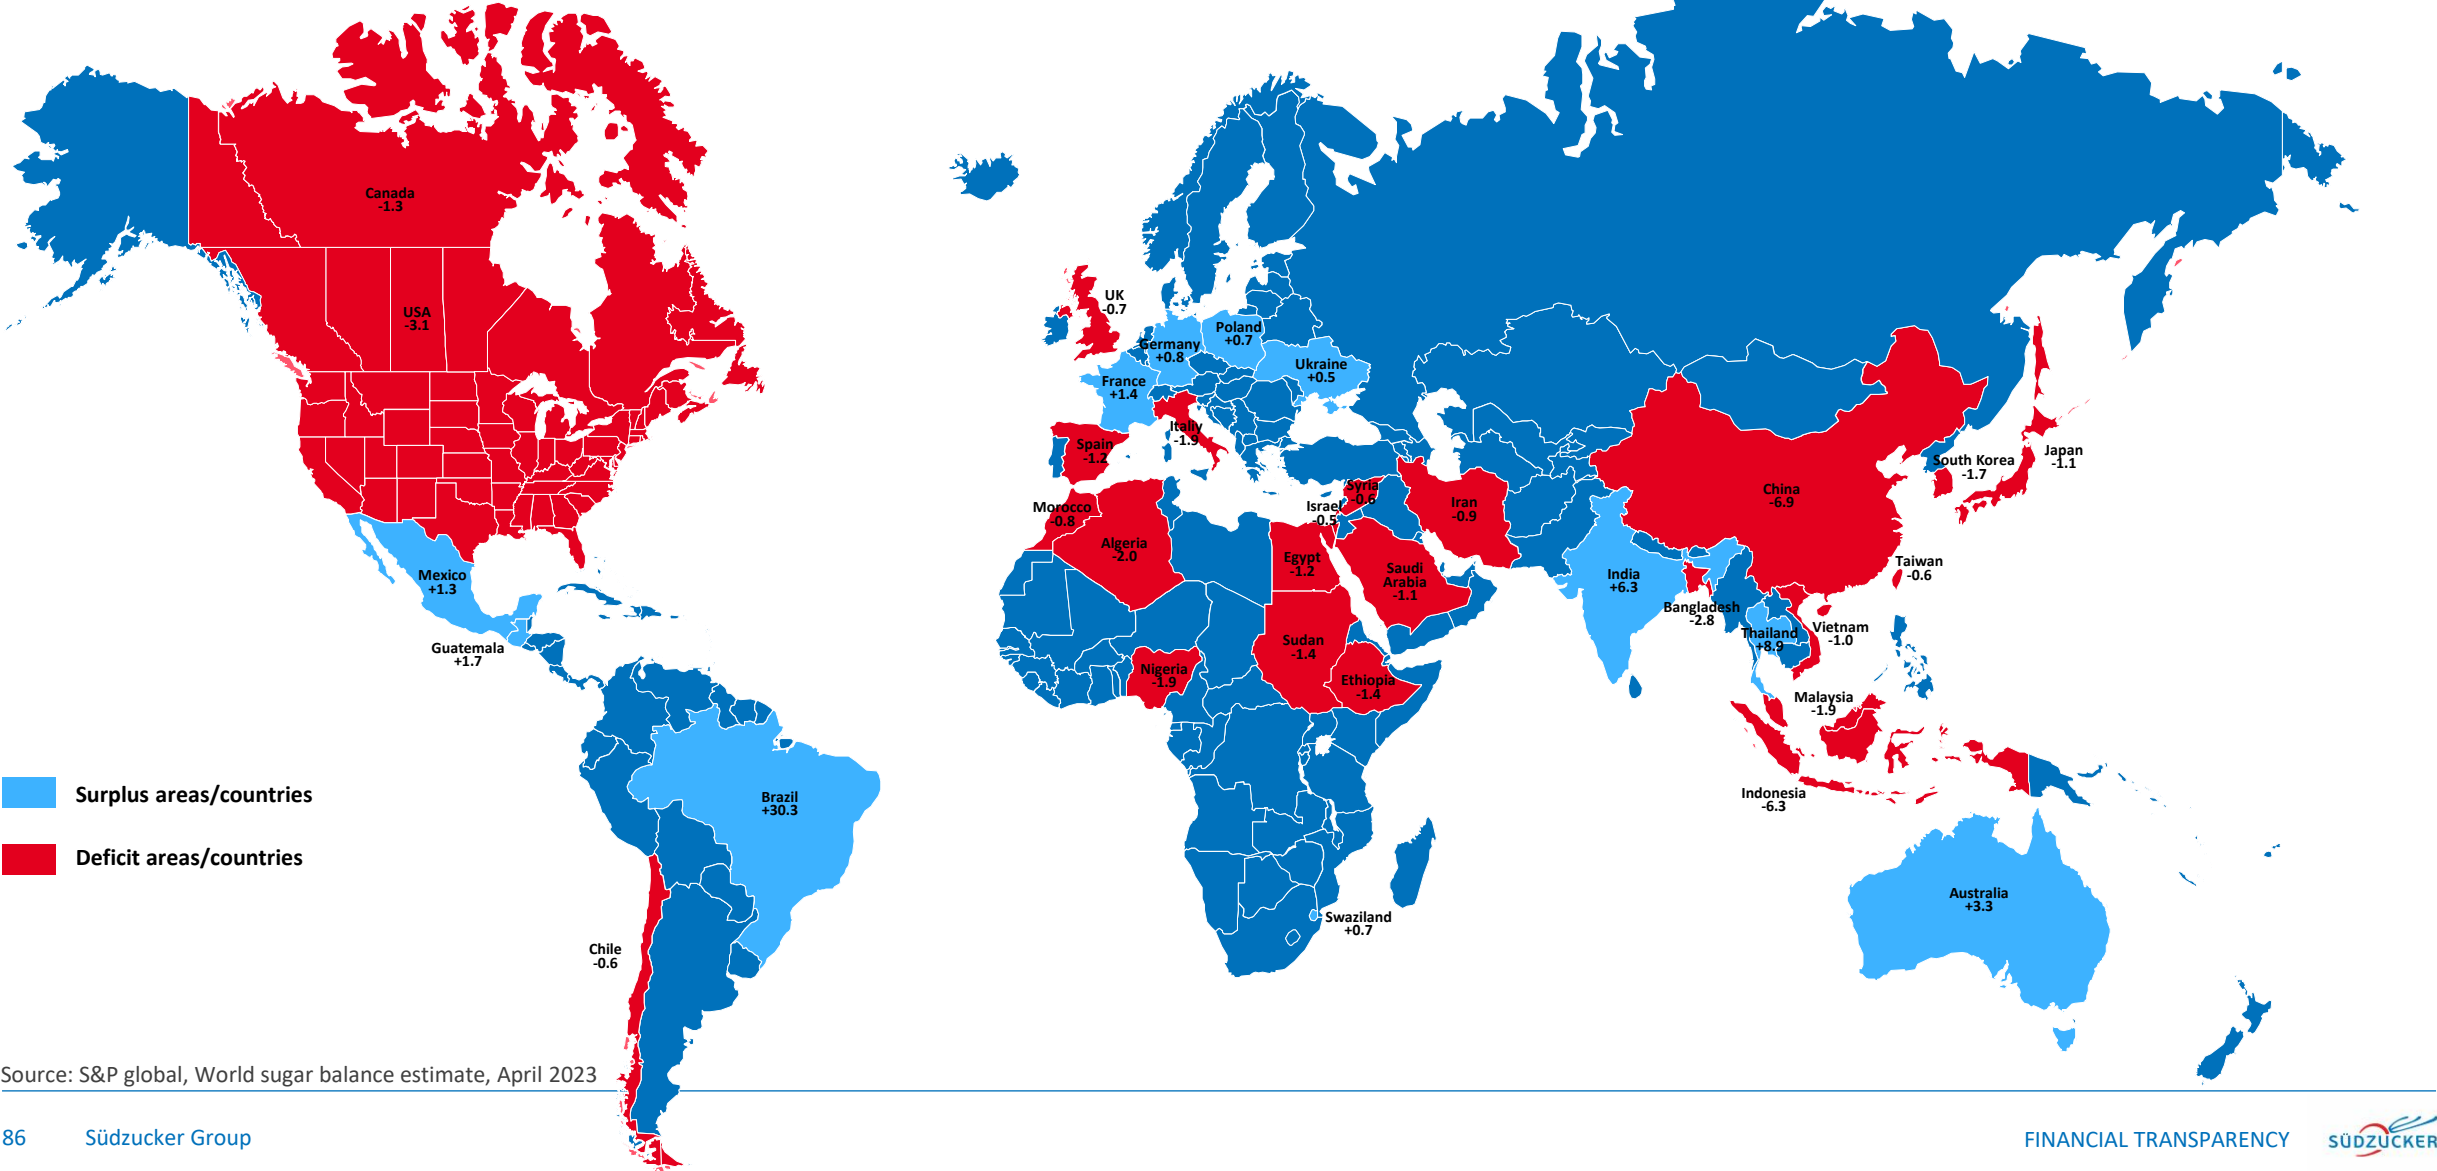 Canada
-1.3
USA
-3.1
Mexico
+1.3
Guatemala
+1.7
Brazil
+30.3
Chile
-0.6
UK
-0.7
Poland
+0.7
Germany
+0.8
Ukraine
+0.5
France
+1.4
Italiy
-1.9
Spain
-1.2
Morocco
-0.8
Algeria
-2.0
Syria
-0.6
Israel
-0.5
Egypt
-1.2
Iran
-0.9
Saudi
Arabia
-1.1
Sudan
-1.4
Nigeria
-1.9
Ethiopia
-1.4
Swaziland
+0.7
China
-6.9
South Korea
-1.7
Japan
-1.1
Taiwan
-0.6
India
+6.3
Bangladesh
-2.8
Thailand
+8.9
Vietnam
-1.0
Malaysia
-1.9
Indonesia
-6.3
Australia
+3.3
Surplus areas/countries
Deficit areas/countries
Source: S&P global, World sugar balance estimate, April 2023
86 Südzucker Group
FINANCIAL TRANSPARENCY
SÜDZUCKER